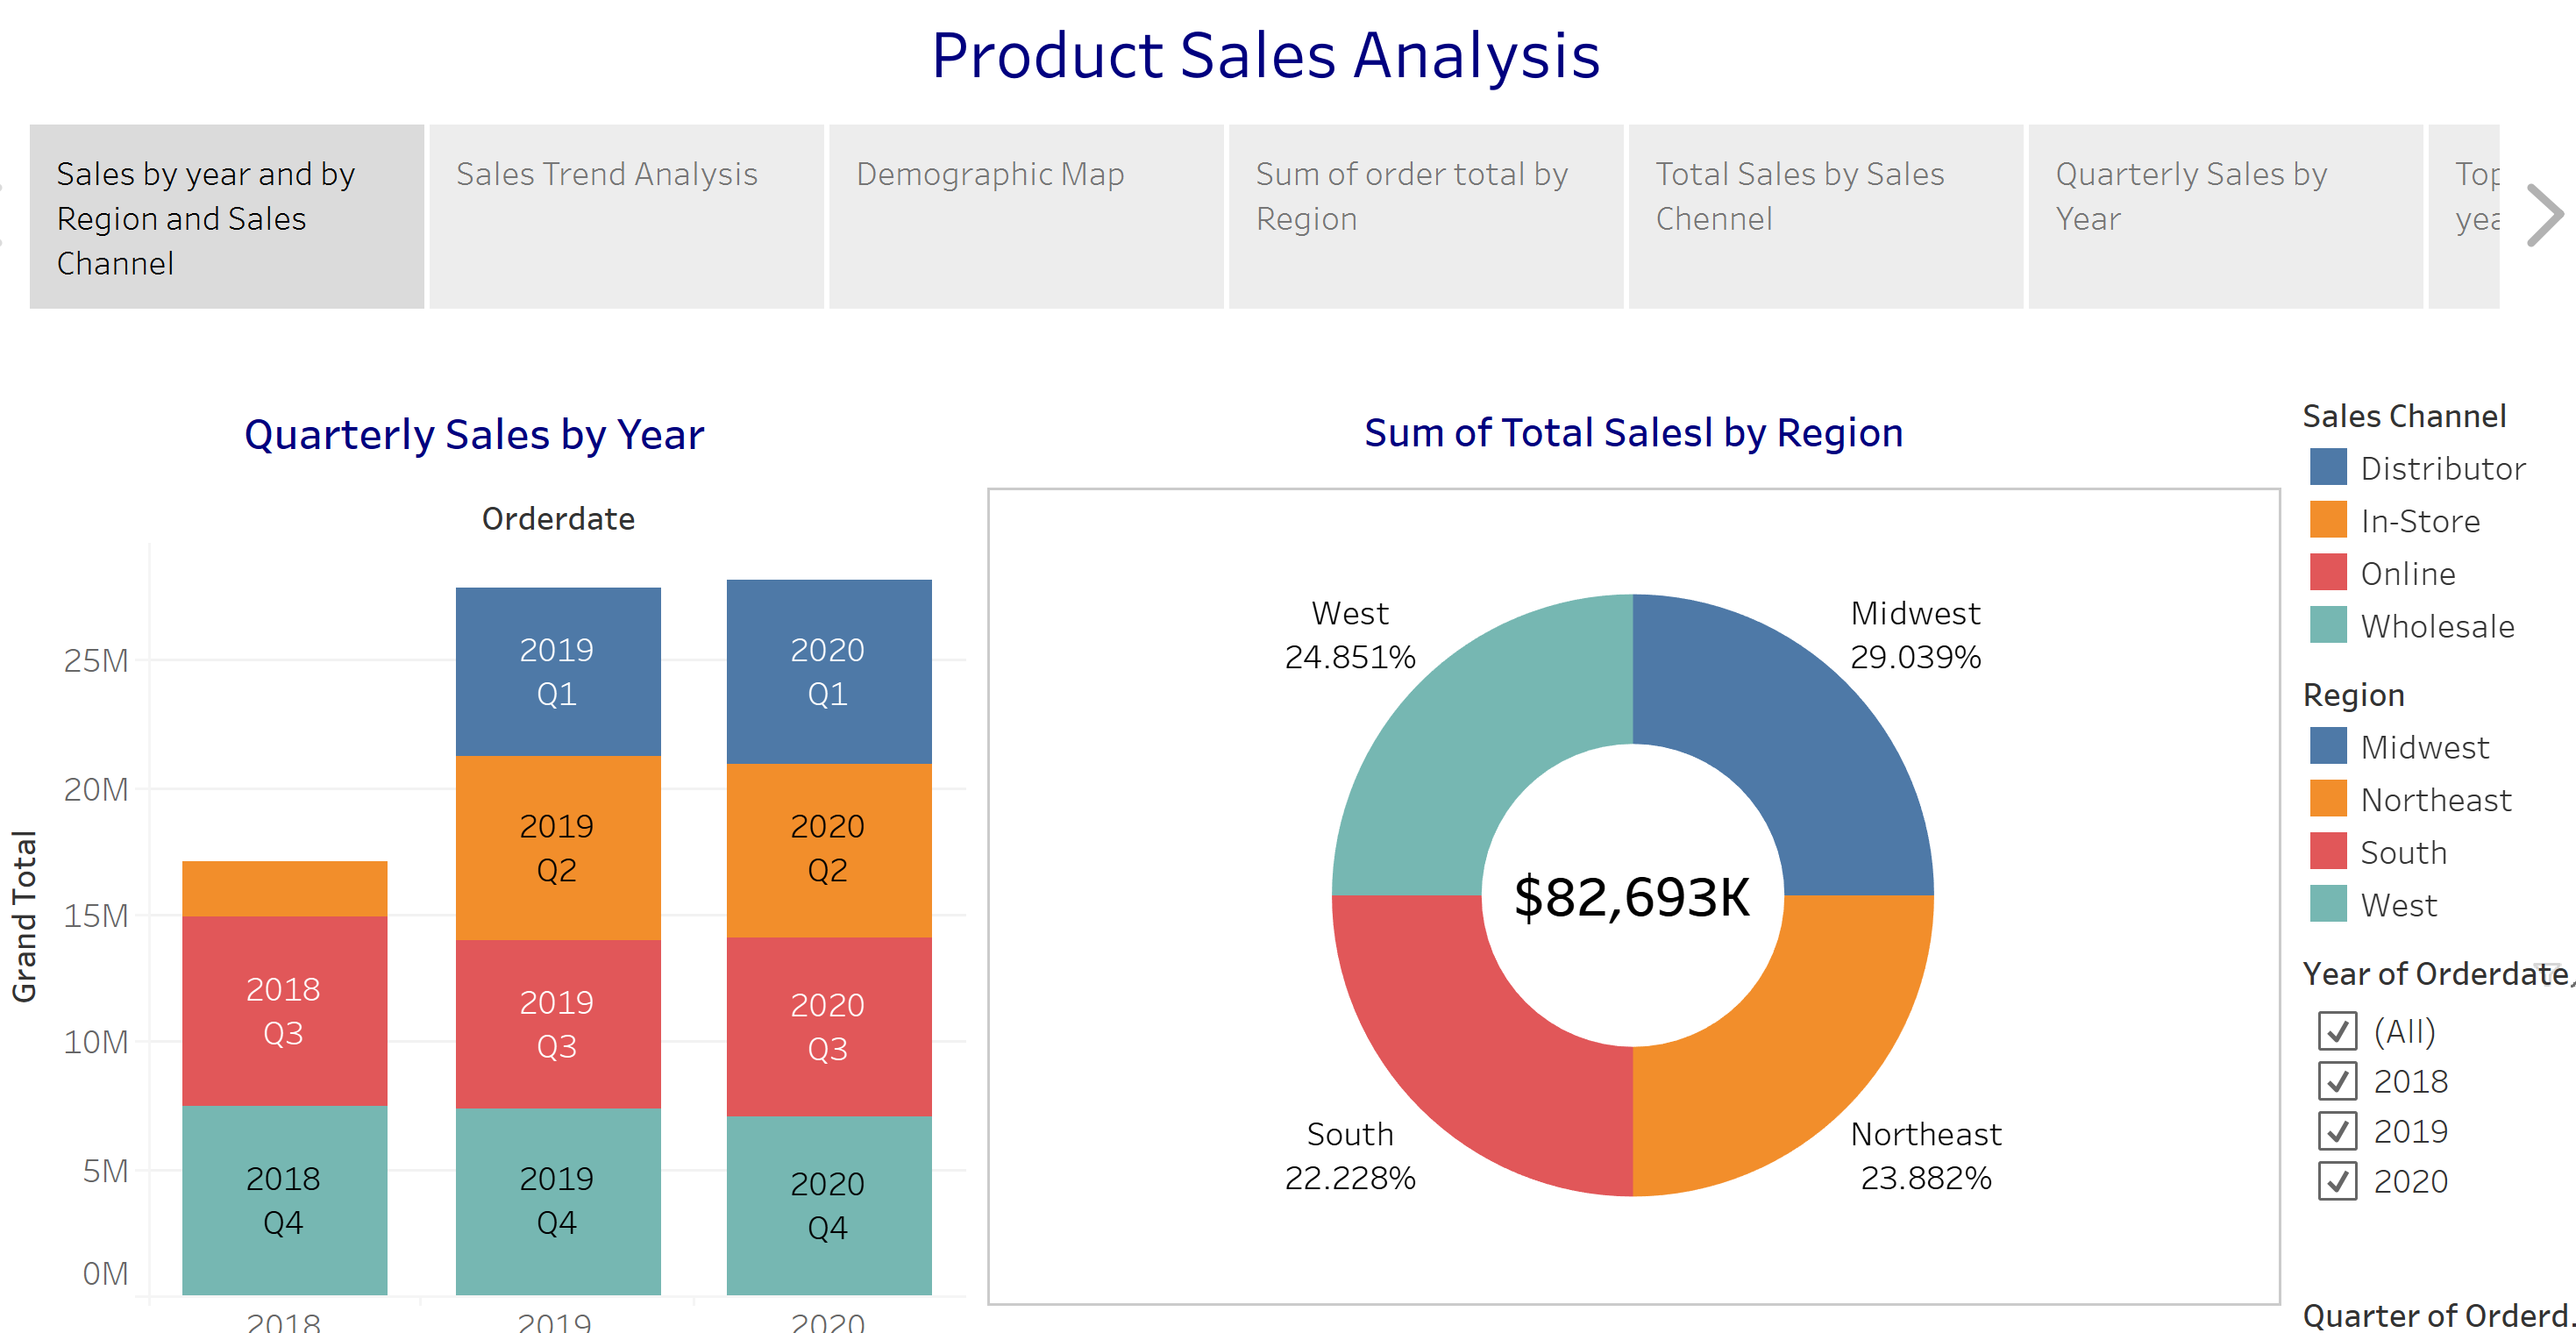 Product Sales Analysis
Sales by year and by
Region and Sales
Channel
Sales Trend Analysis
Demographic Map
Sum of order total by
Region
Total Sales by Sales
Chennel
Quarterly Sales by
Year
Quarterly Sales by Year
Orderdate
Grand Total
25M
20M
15M
10M
5M
0M
2018
Q3
2018
Q4
2019
Q1
2019
Q2
2019
Q3
2019
Q4
2020
Q1
2020
Q2
2020
Q3
2020
Q4
2018
2019
2020
Sum of Total Salesl by Region
West
24.851%
Midwest
29.039%
$82,693K
South
22.228%
Northeast
23.882%
Sales Channel
Distributor
In-Store
Online
Wholesale
Region
Midwest
Northeast
South
West
Year of Orderdate,
(All)
2018
2019
2020
Quarter of Orderd.